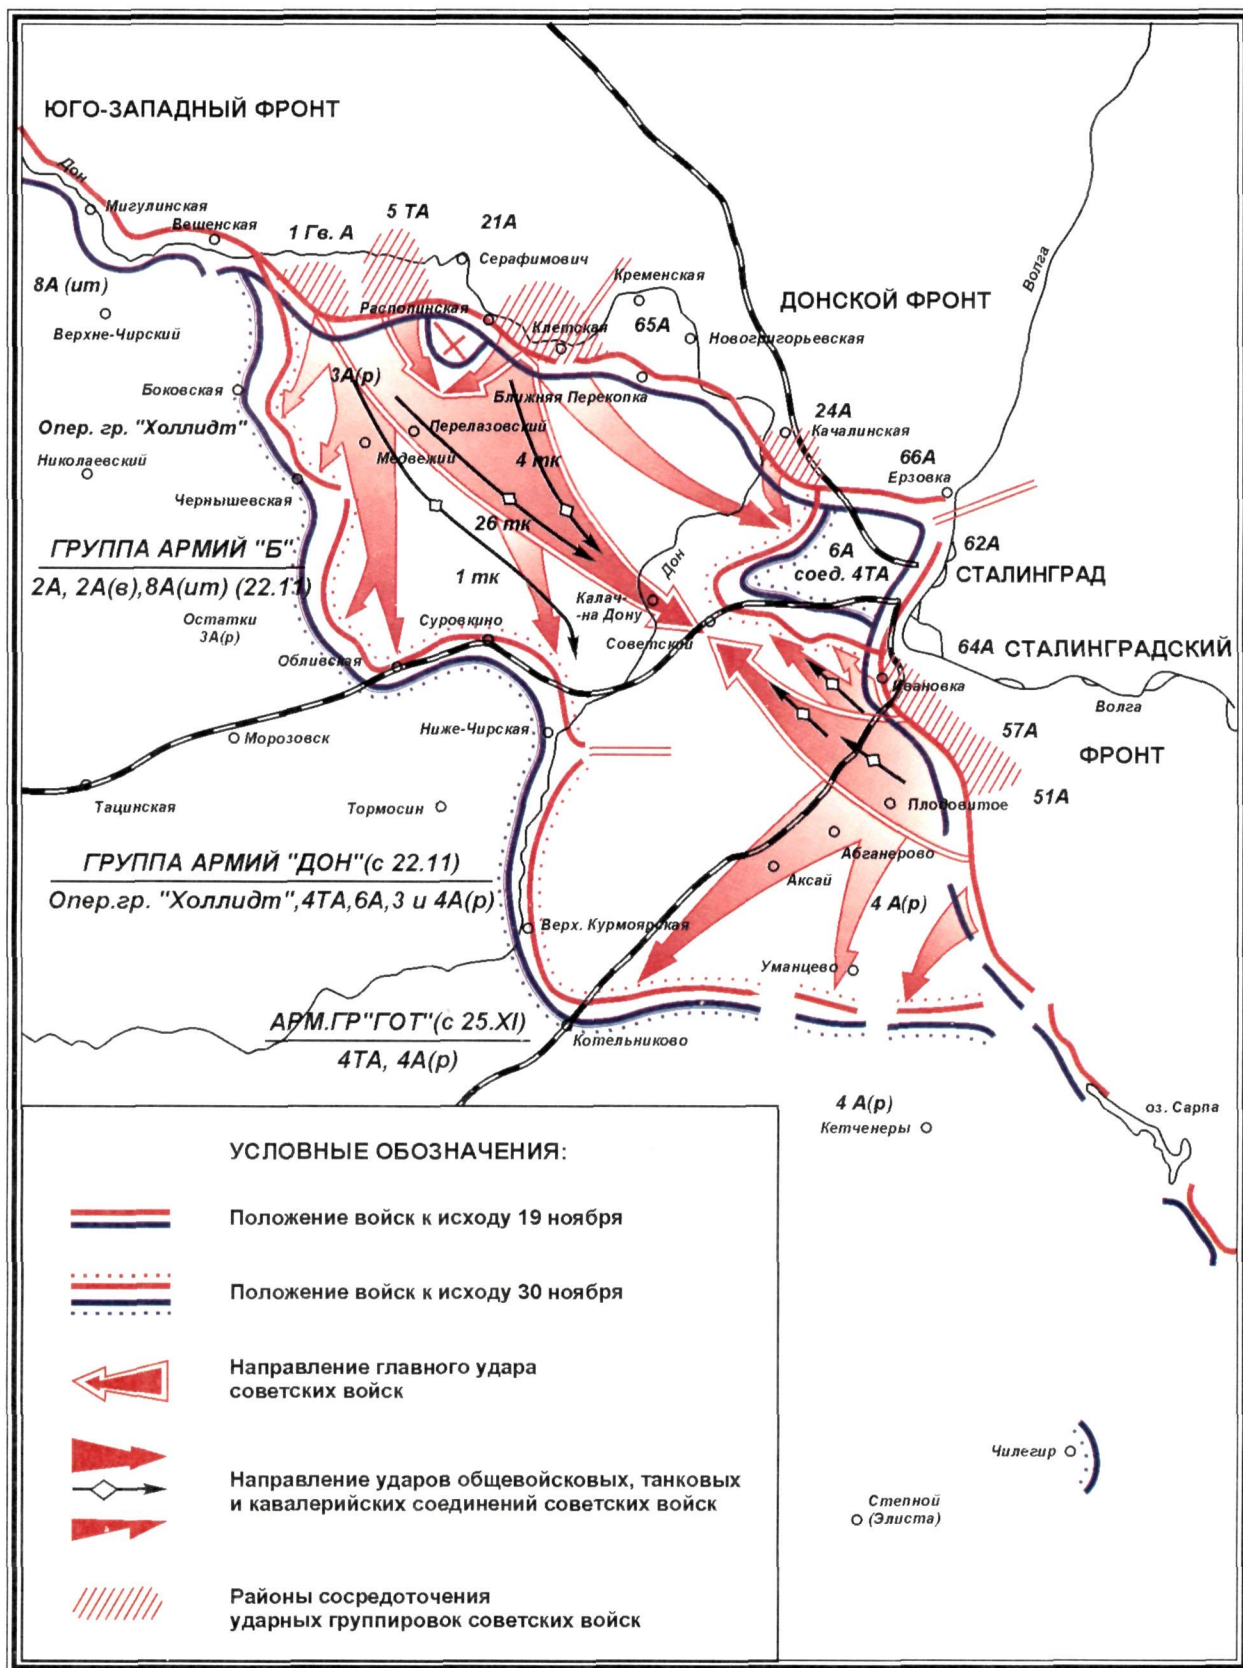 ЮГО-ЗАПАДНЫЙ ФРОНТ
Дон
Мигулинская
Вешенская
1 Гв. А
5 ТА
21А
Серафимович
Кременская
ДОНСКОЙ ФРОНТ
Волга
8А (ит)
Верхне-Чирский
Распопинская
Клетская
65А
Новогригорьевская
Боковская
3А(р)
Ближняя Перекопка
24А
Качалинская
Опер. гр. "Холлидт"
Николаевский
Перелазовский
Медвежий
4 тк
66А
Ерзовка
Чернышевская
26 тк
ГРУППА АРМИЙ "Б"
2А, 2А(в),8А(ит) (22.11)
6А
соед. 4ТА
62А
СТАЛИНГРАД
Дон
1 тк
Калач-
-на Дону
Остатки
3А(р)
Суровкино
Советский
64А
СТАЛИНГРАДСКИЙ
Обливская
Ивановка
Волга
Морозовск
Ниже-Чирская
57А
ФРОНТ
Тацинская
Тормосин
Плодовитое
51А
Абганерово
Аксай
ГРУППА АРМИЙ "ДОН"(с 22.11)
Опер.гр. "Холлидт",4ТА,6А,3 и 4А(р)
4 А(р)
Верх. Курмоярская
Уманцево
АРМ.ГР"ГОТ"(с 25.XI)
4ТА, 4А(р)
Котельниково
4 А(р)
Кетченеры
оз. Сарпа
УСЛОВНЫЕ ОБОЗНАЧЕНИЯ:
Положение войск к исходу 19 ноября
Положение войск к исходу 30 ноября
Направление главного удара
советских войск
Направление ударов общевойсковых, танковых
и кавалерийских соединений советских войск
Районы сосредоточения
ударных группировок советских войск
Чилегир
Степной
(Элиста)